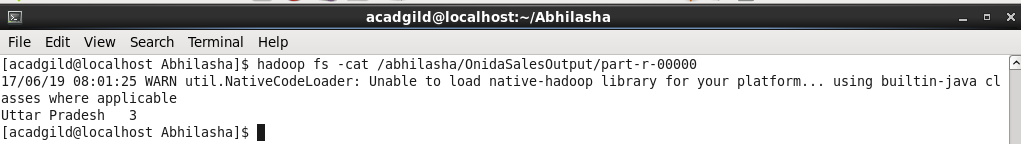 acadgild@localhost:~/Abhilasha
File Edit View Search Terminal Help
[acadgild@localhost Abhilasha]$ hadoop fs -cat /abhilasha/OnidaSalesOutput/part-r-00000
17/06/19 08:01:25 WARN util.NativeCodeLoader: Unable to load native-hadoop library for your platform... using builtin-java cl
asses where applicable
Uttar Pradesh   3
[acadgild@localhost Abhilasha]$